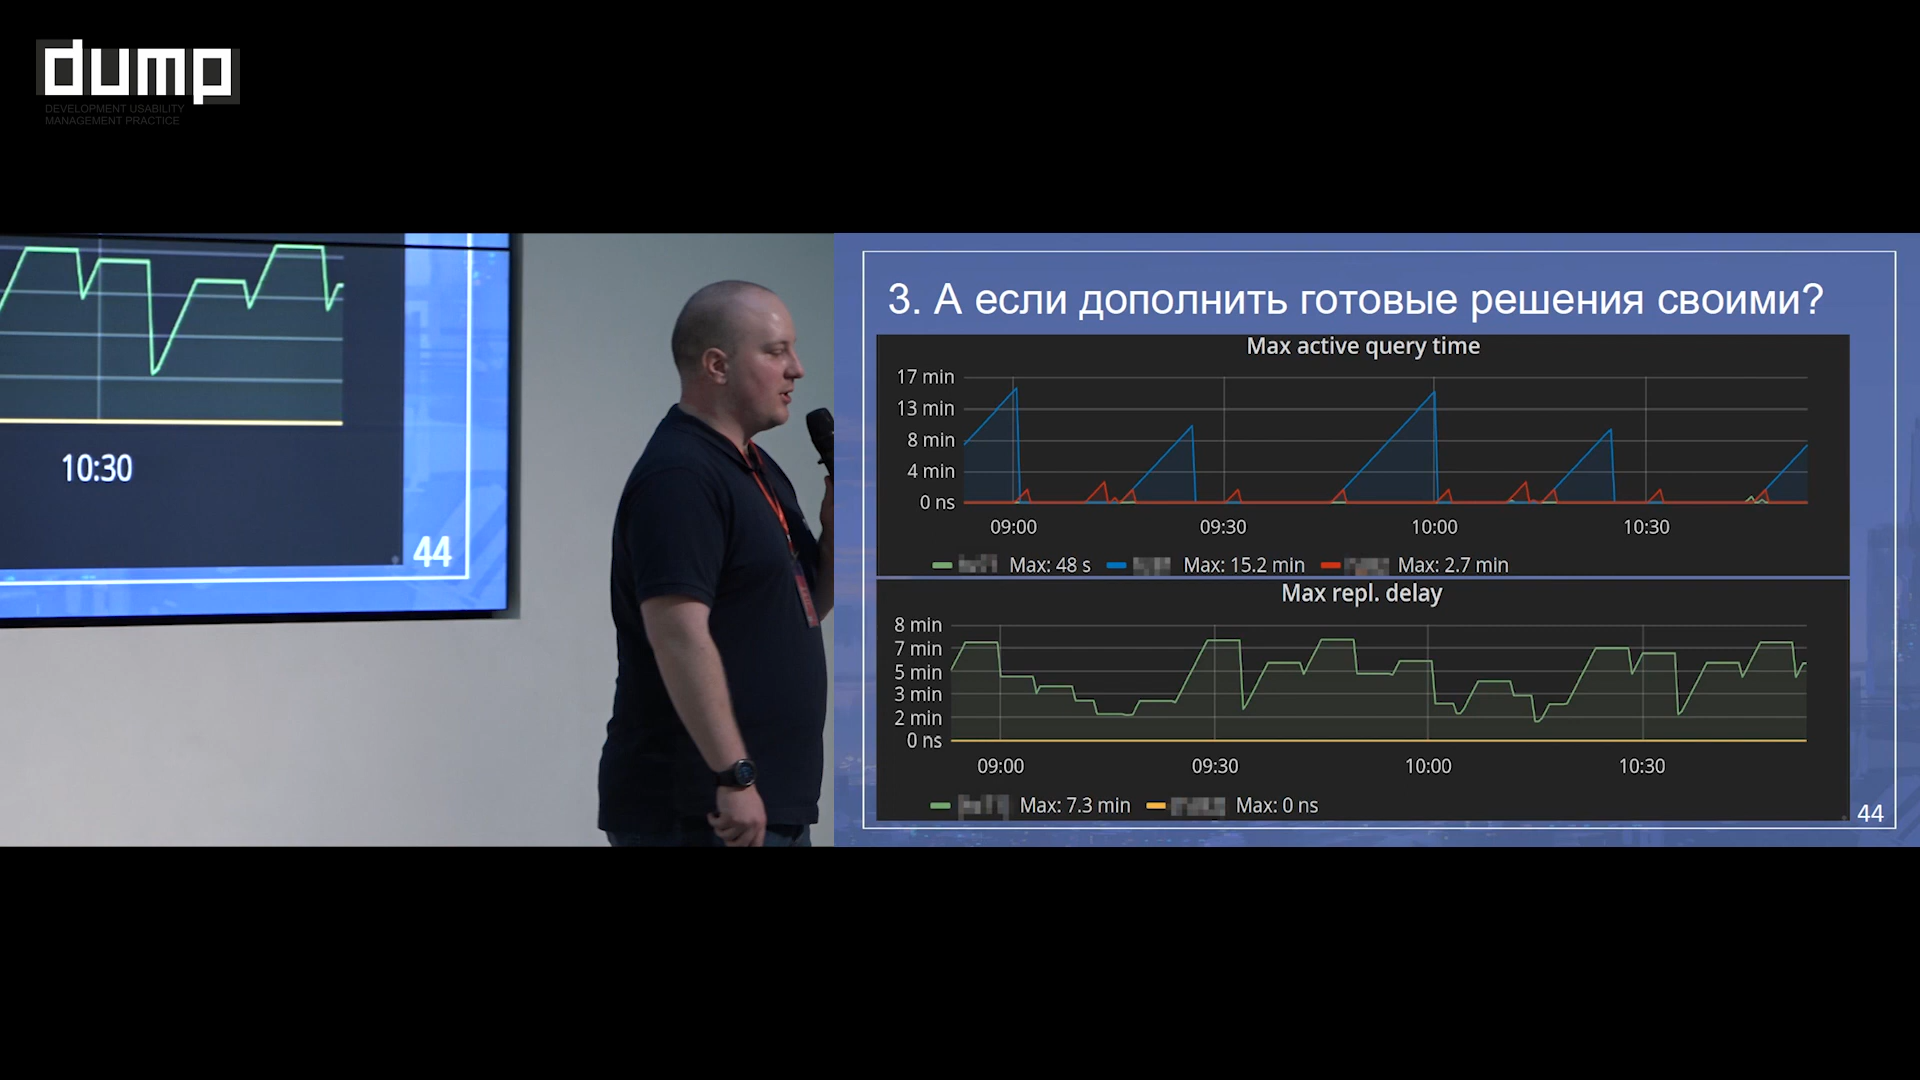 dump
DEVELOPMENT USABILITY
MANAGEMENT PRACTICE
10:30
44
3. А если дополнить готовые решения своими?
Max active query time
17 min
13 min
8 min
4 min
0 ns
09:00 09:30 10:00 10:30
Max: 48 s Max: 15.2 min Max: 2.7 min
Max repl. delay
8 min
7 min
5 min
3 min
2 min
0 ns
09:00 09:30 10:00 10:30
Max: 7.3 min Max: 0 ns
44